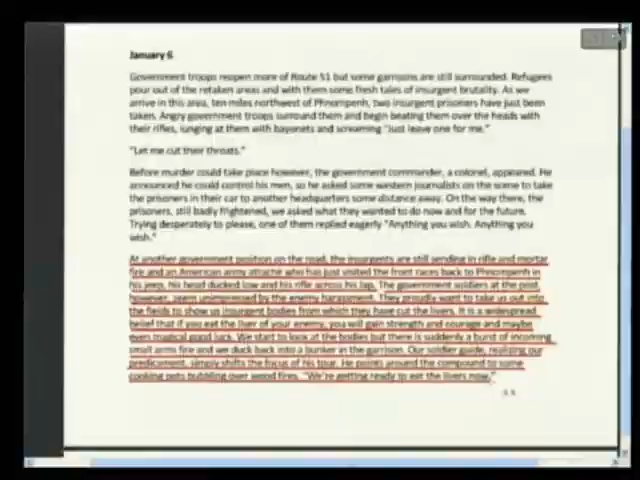 January 6
Government troops reopen more of Route 51 but some garrisons are still surrounded. Refugees
pour out of the retaken areas and with them some fresh tales of insurgent brutality. As we
arrive in this area, ten miles northwest of Phnompenh, two insurgent prisoners have just been
taken. Angry government troops surround them and begin beating them over the heads with
their rifles, lunging at them with bayonets and screaming "Just leave one for me."
"Let me cut their throats."
Before murder could take place however, the government commander, a colonel, appeared. He
announced he could control his men, so he asked some western journalists on the scene to take
the prisoners in their car to another headquarters some distance away. On the way there, the
prisoners, still badly frightened, we asked what they wanted to do now and for the future.
Trying desperately to please, one of them replied eagerly "Anything you wish. Anything you
wish."
At another government position on the road, the insurgents are still sending in rifle and mortar
fire and an American army attaché who has just visited the front races back to Phnompenh in
his jeep, his head ducked low and his rifle across his lap. The government soldiers at the post,
however, seem unimpressed by the enemy harassment. They proudly want to take us out into
the fields to show us insurgent bodies from which they have cut the livers. It is a widespread
belief that if you eat the liver of your enemy, you will gain strength and courage and maybe
even magical good luck. We start to look at the bodies but there is suddenly a burst of incoming
small arms fire and we duck back into a bunker in the garrison. Our soldier guide, realising our
predicament, simply shifts the focus of his tour. He points around the compound to some
cooking pots bubbling over wood fires. "We're getting ready to eat the livers now."